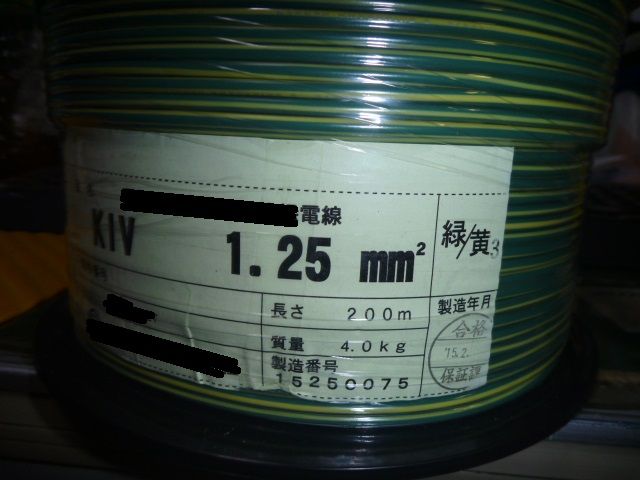 電線
KIV 1.25 mm²
緑/黄3
長さ 200m
質量 4.0kg
製造番号
15250075
製造年月
合格
'15.2.
保証課